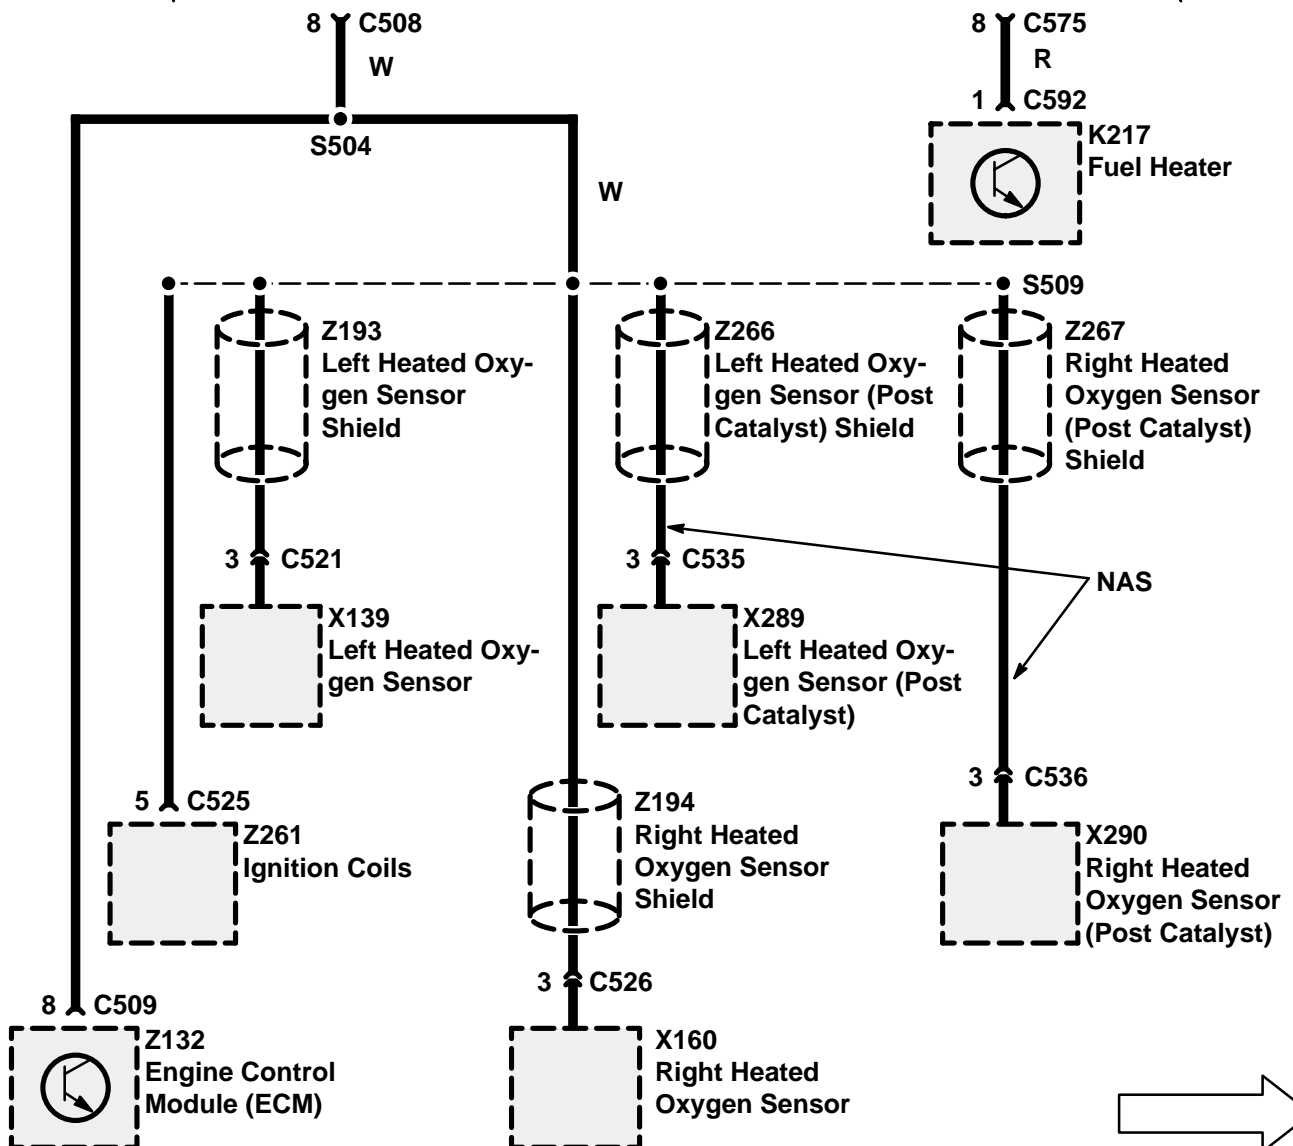 8 C508
W
S504
W
8 C575
R
1 C592
K217
Fuel Heater
S509
Z193
Left Heated Oxy-
gen Sensor
Shield
Z266
Left Heated Oxy-
gen Sensor (Post
Catalyst) Shield
Z267
Right Heated
Oxygen Sensor
(Post Catalyst)
Shield
3 C521
3 C535
NAS
X139
Left Heated Oxy-
gen Sensor
X289
Left Heated Oxy-
gen Sensor (Post
Catalyst)
3 C536
5 C525
Z261
Ignition Coils
Z194
Right Heated
Oxygen Sensor
Shield
X290
Right Heated
Oxygen Sensor
(Post Catalyst)
3 C526
8 C509
Z132
Engine Control
Module (ECM)
X160
Right Heated
Oxygen Sensor